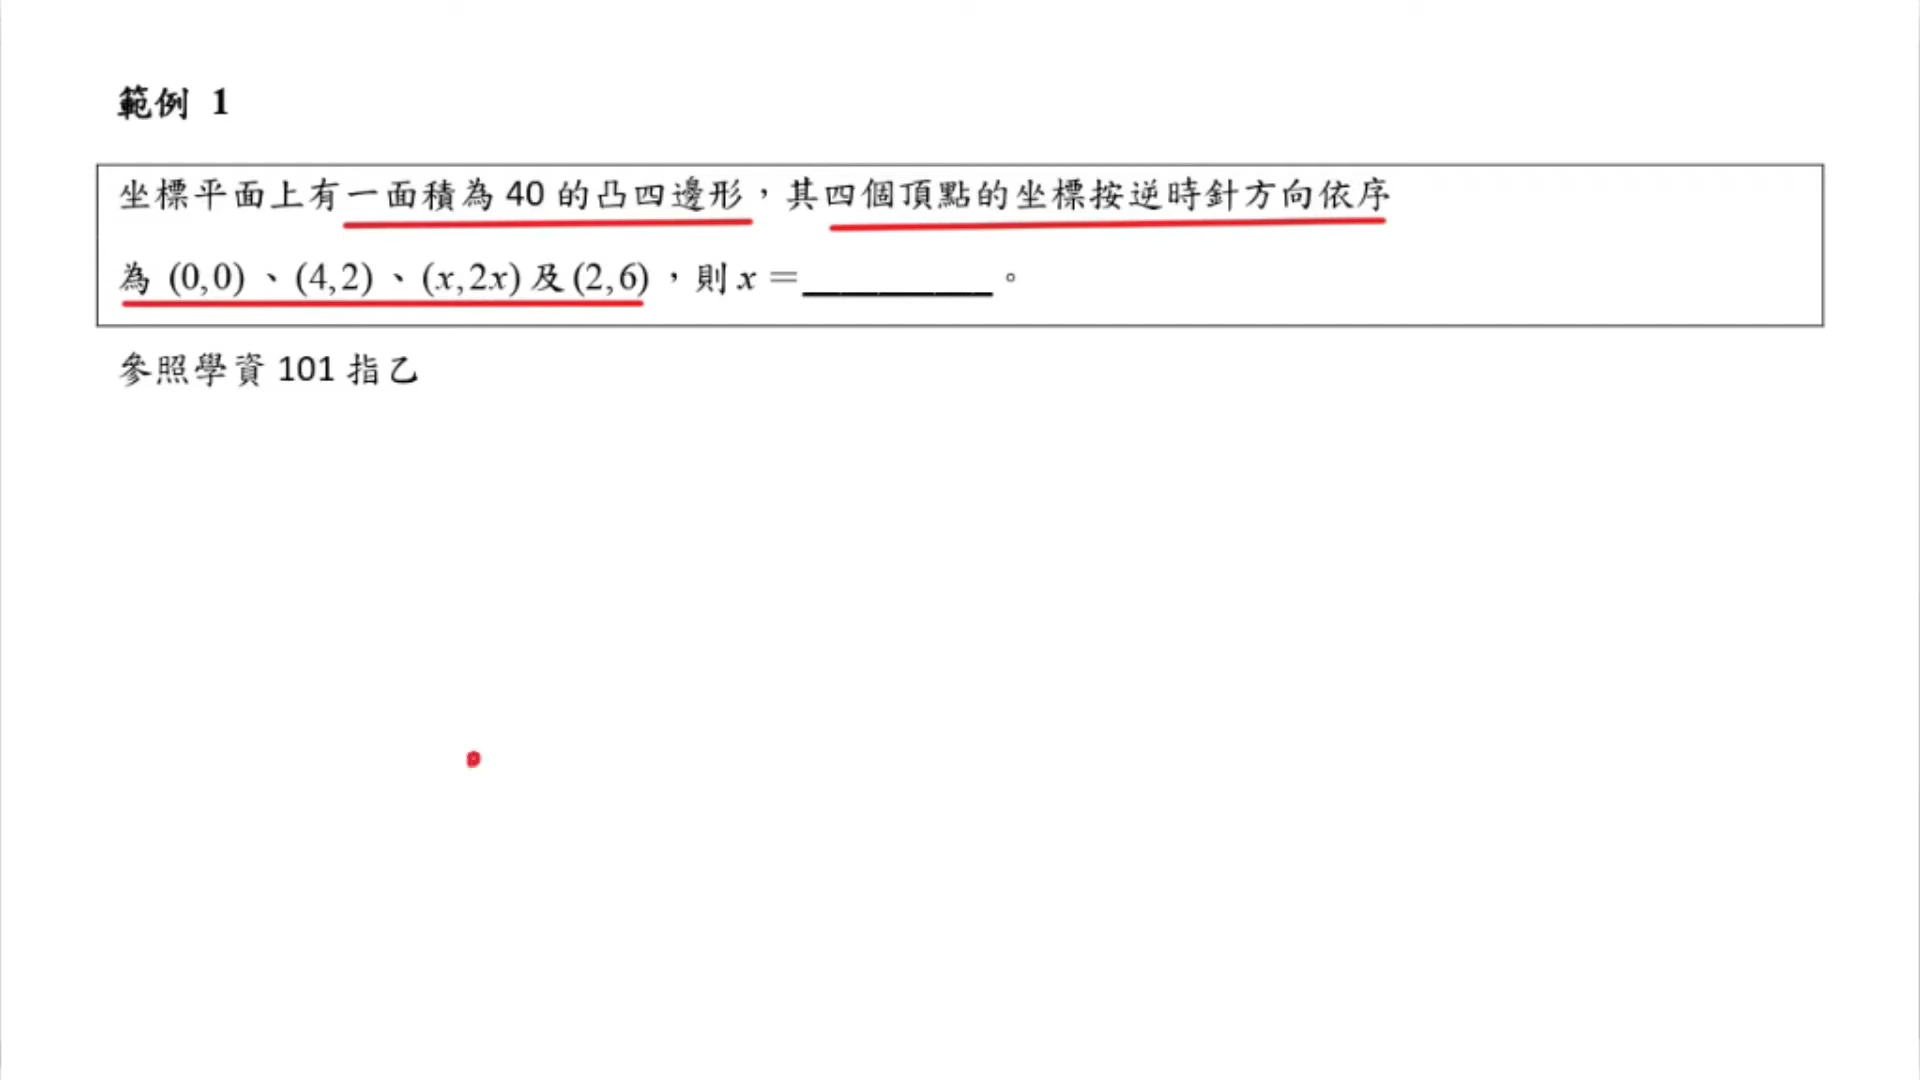 範例 1
坐標平面上有一面積為 40 的凸四邊形，其四個頂點的坐標按逆時針方向依序
為 (0,0)、(4,2)、(x,2x)及(2,6)，則 x =__________。
參照學資 101 指乙